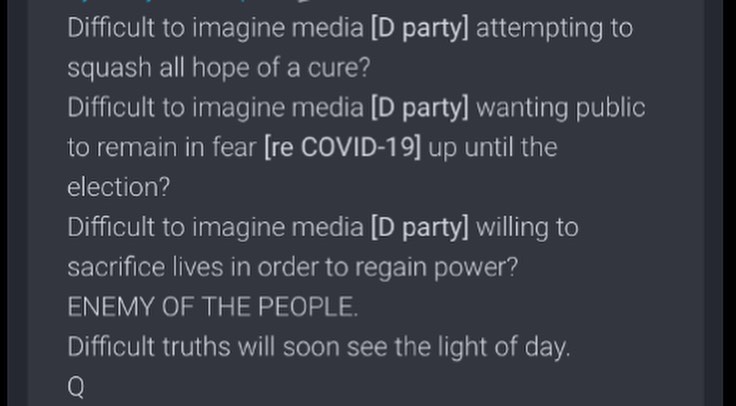 Difficult to imagine media [D party] attempting to
squash all hope of a cure?
Difficult to imagine media [D party] wanting public
to remain in fear [re COVID-19] up until the
election?
Difficult to imagine media [D party] willing to
sacrifice lives in order to regain power?
ENEMY OF THE PEOPLE.
Difficult truths will soon see the light of day.
Q